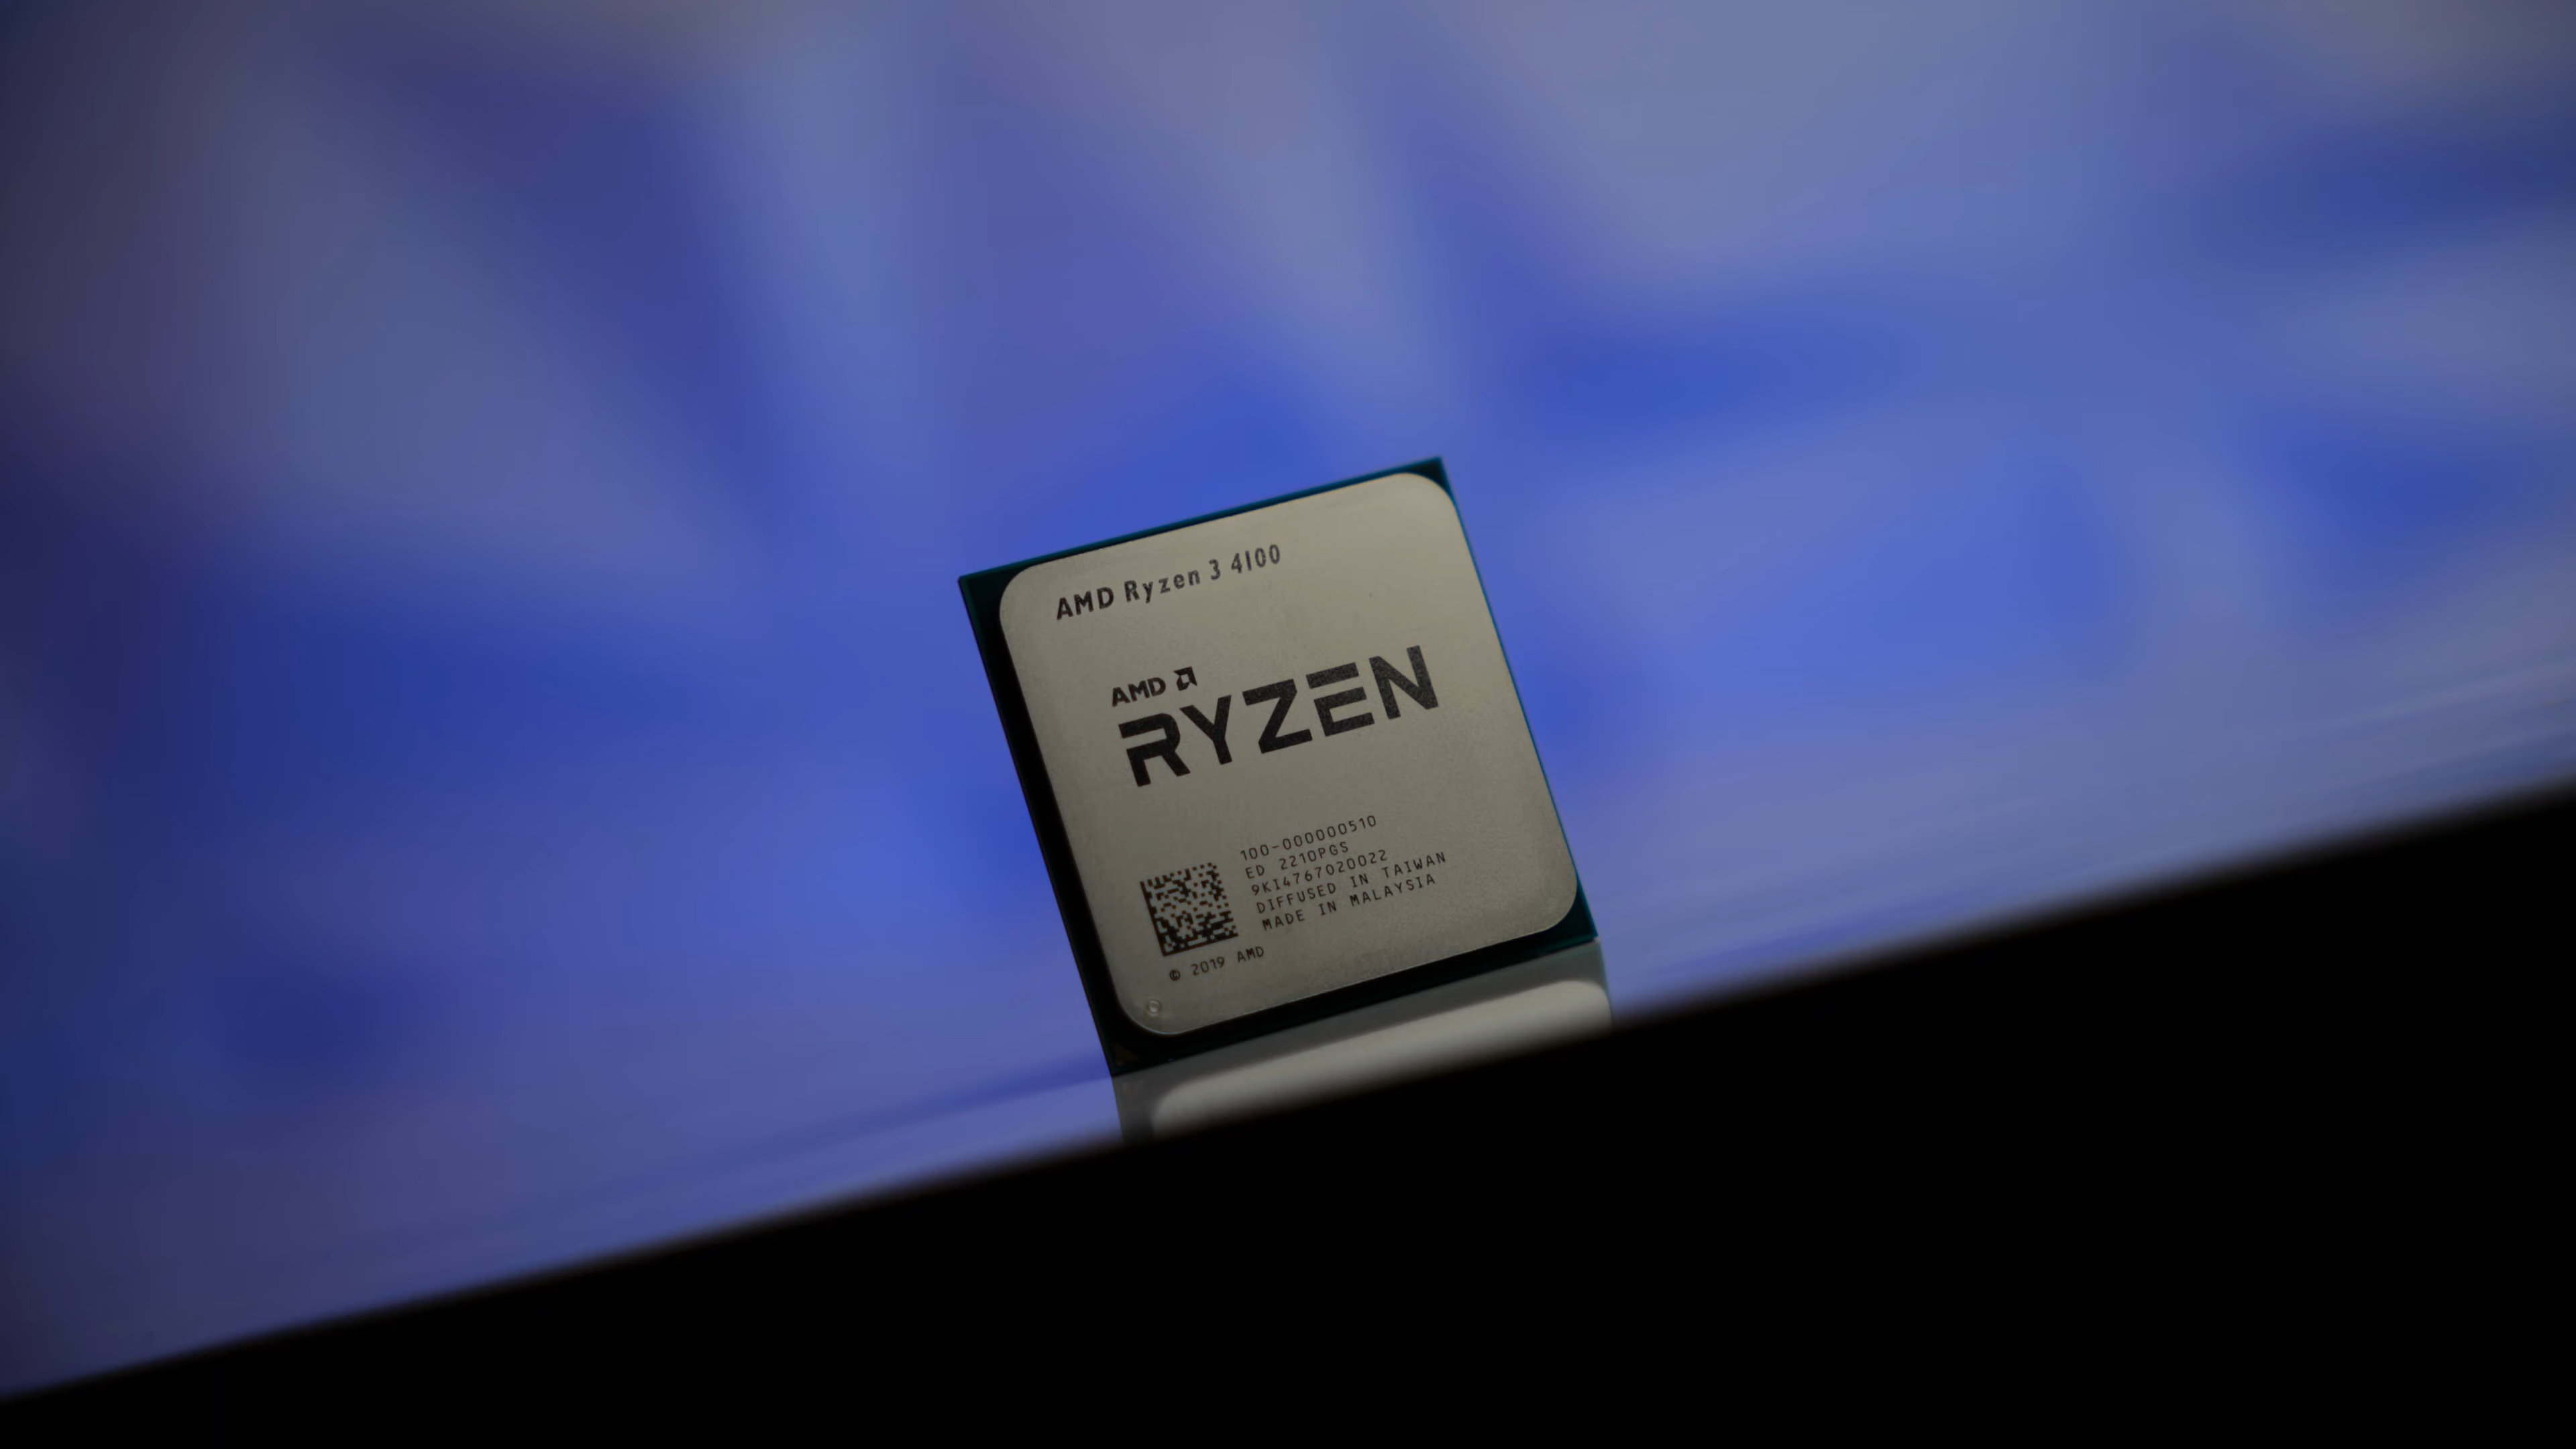 AMD Ryzen 3 4100
AMD
RYZEN
100-000000510
ED 2210PGS
9KI4767020022
DIFFUSED IN TAIWAN
MADE IN MALAYSIA
© 2019 AMD